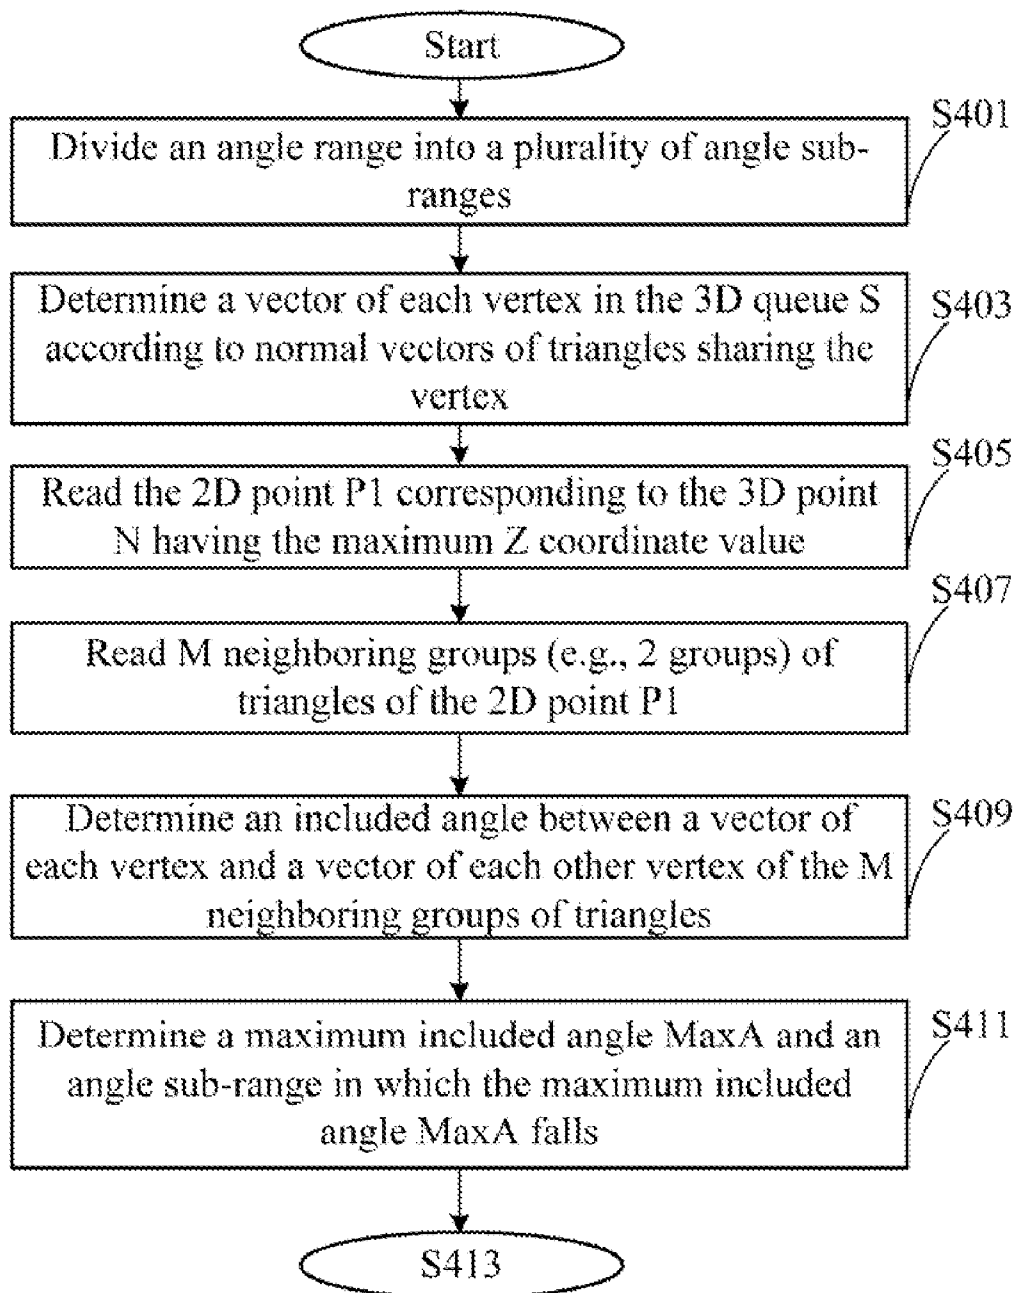 Start
S401
Divide an angle range into a plurality of angle sub-
ranges
S403
Determine a vector of each vertex in the 3D queue S
according to normal vectors of triangles sharing the
vertex
S405
Read the 2D point P1 corresponding to the 3D point
N having the maximum Z coordinate value
S407
Read M neighboring groups (e.g., 2 groups) of
triangles of the 2D point P1
S409
Determine an included angle between a vector of
each vertex and a vector of each other vertex of the M
neighboring groups of triangles
S411
Determine a maximum included angle MaxA and an
angle sub-range in which the maximum included
angle MaxA falls
S413